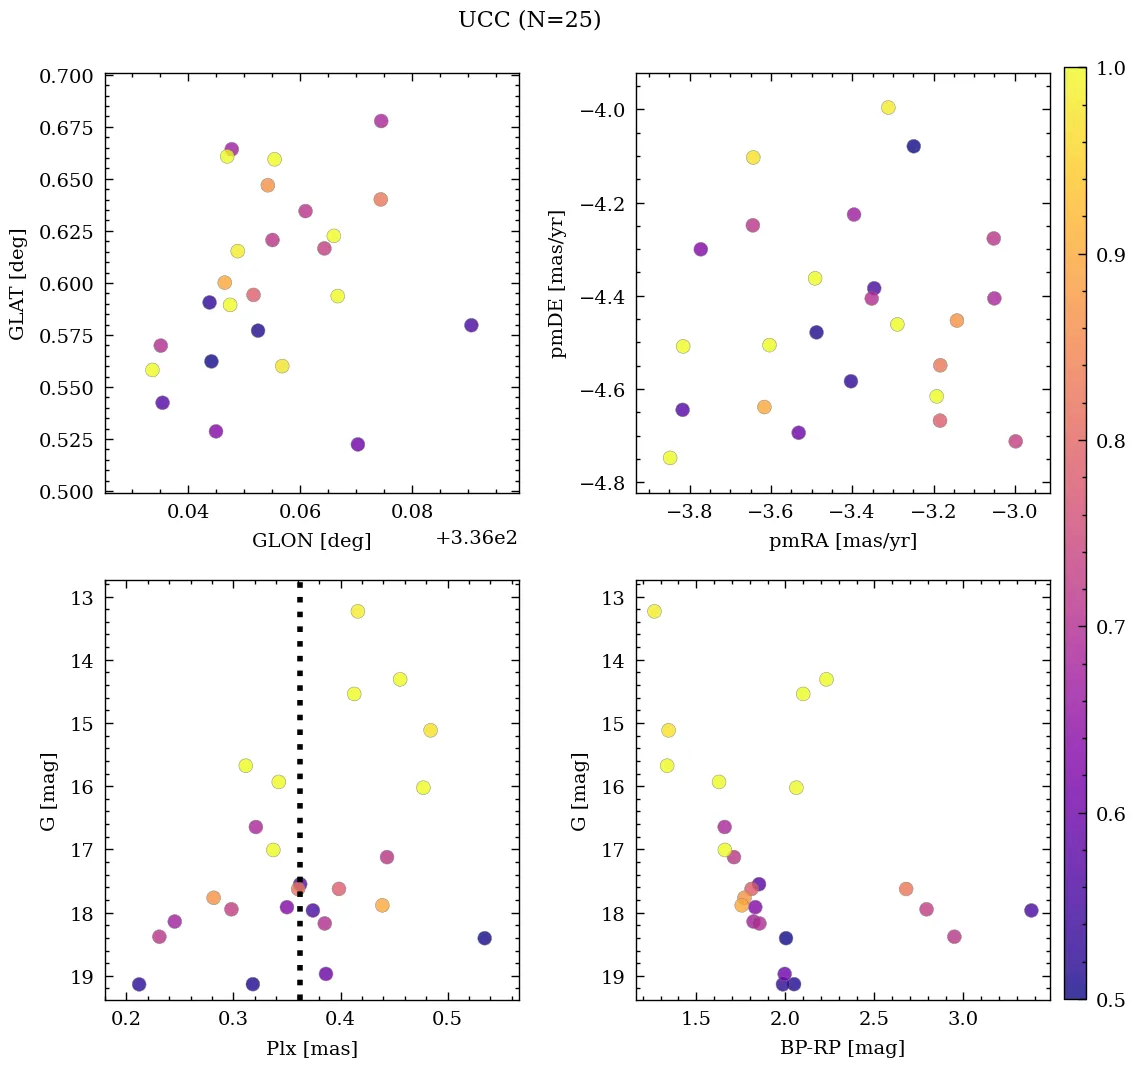 UCC (N=25)
0.700
0.675
0.650
0.625
0.600
0.575
0.550
0.525
0.500
GLAT [deg]
0.04 0.06 0.08
+3.36e2
GLON [deg]
−4.0
−4.2
−4.4
−4.6
−4.8
pmDE [mas/yr]
−3.8 −3.6 −3.4 −3.2 −3.0
pmRA [mas/yr]
13
14
15
16
17
18
19
G [mag]
0.2 0.3 0.4 0.5
Plx [mas]
13
14
15
16
17
18
19
G [mag]
1.5 2.0 2.5 3.0
BP-RP [mag]
1.0
0.9
0.8
0.7
0.6
0.5